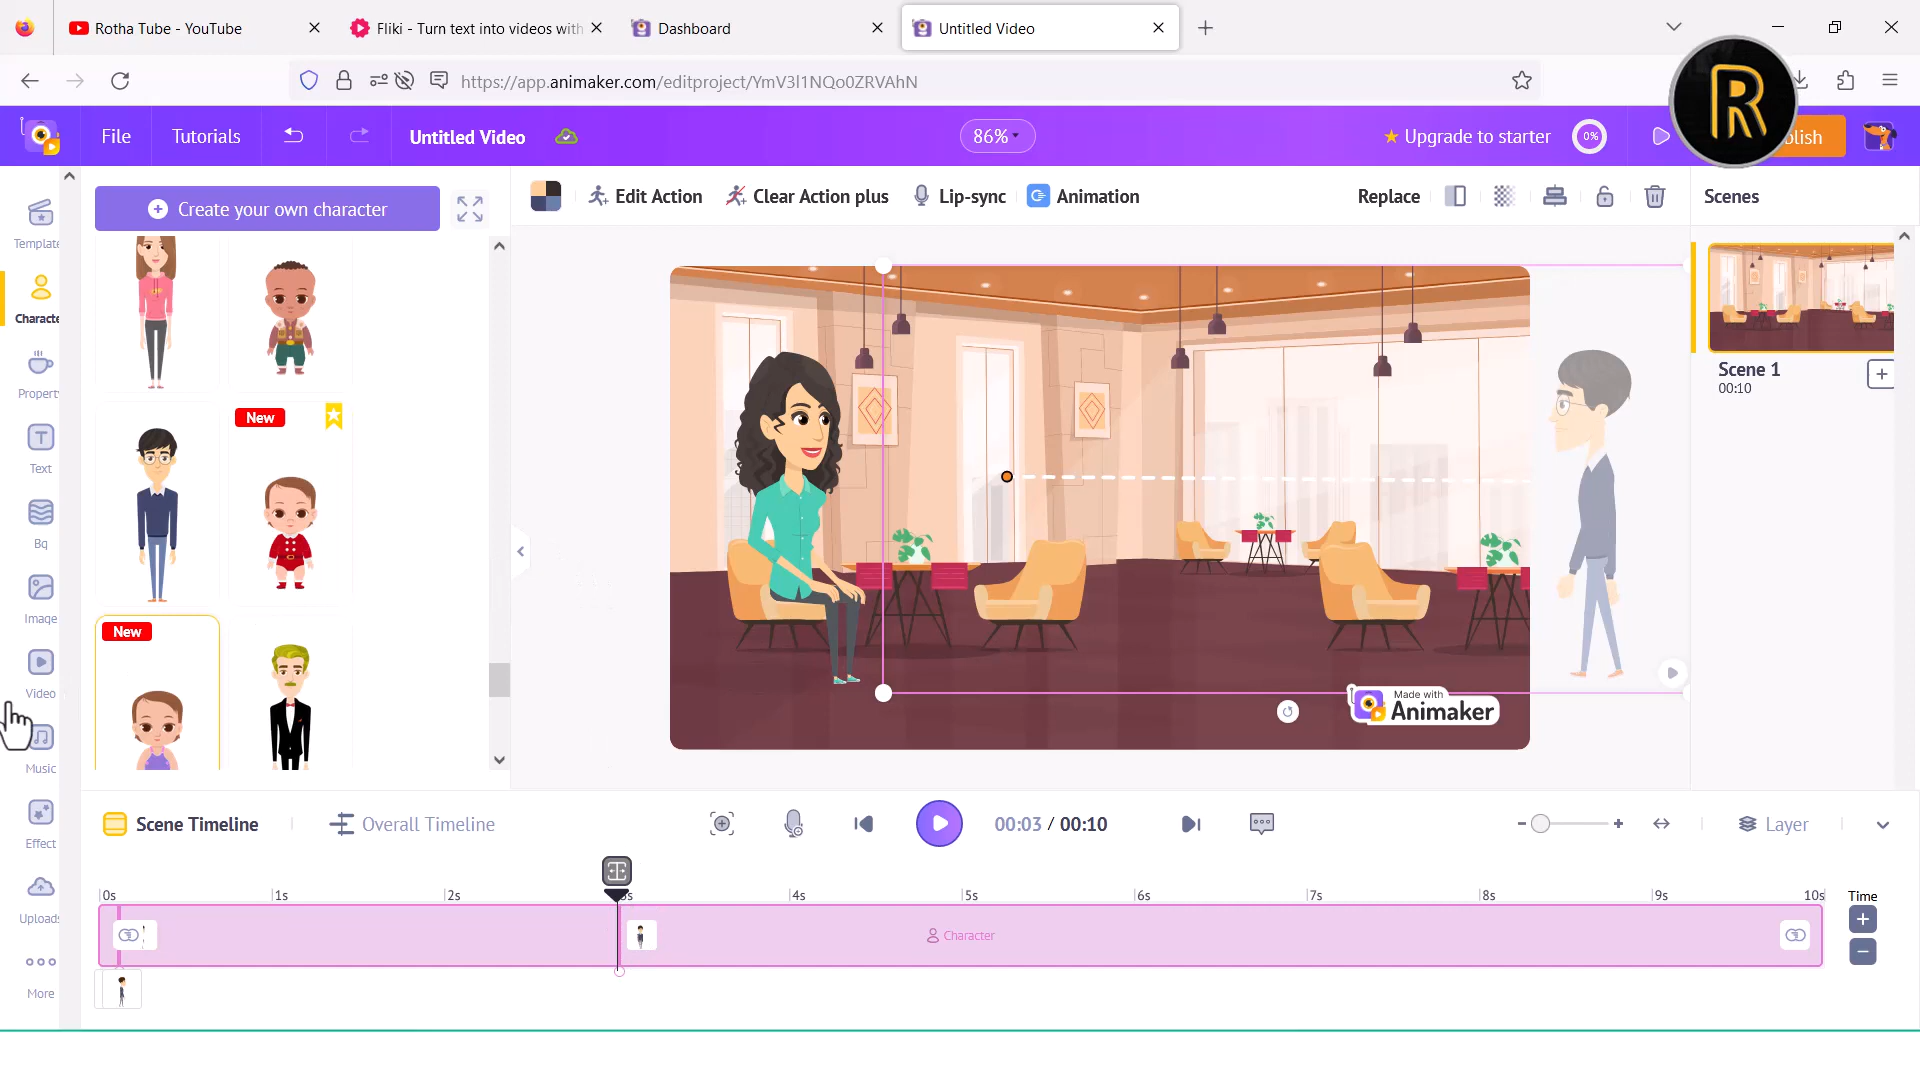 Rotha Tube - YouTube
Fliki - Turn text into videos with
Dashboard
Untitled Video
https://app.animaker.com/editproject/YmV3l1NQo0ZRVAhN
R
File
Tutorials
Untitled Video
86%
Upgrade to starter
0%
lish
Create your own character
Edit Action
Clear Action plus
Lip-sync
Animation
Replace
Scenes
Template
Characte
Property
Text
Bg
Image
Video
Music
Effect
Uploads
More
New
New
Scene 1
00:10
Made with
Animaker
Scene Timeline
Overall Timeline
00:03 / 00:10
Layer
0s
1s
2s
4s
5s
6s
7s
8s
9s
10s
Time
Character